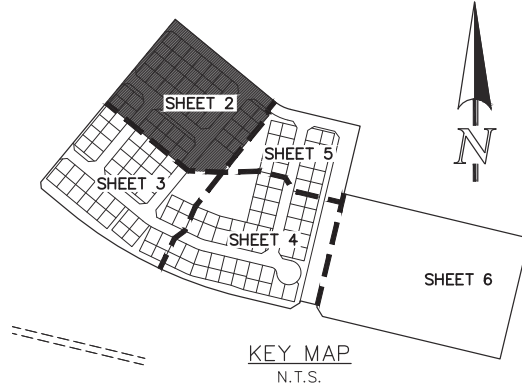 SHEET 2
N
SHEET 5
SHEET 3
SHEET 4
SHEET 6
KEY MAP
N.T.S.